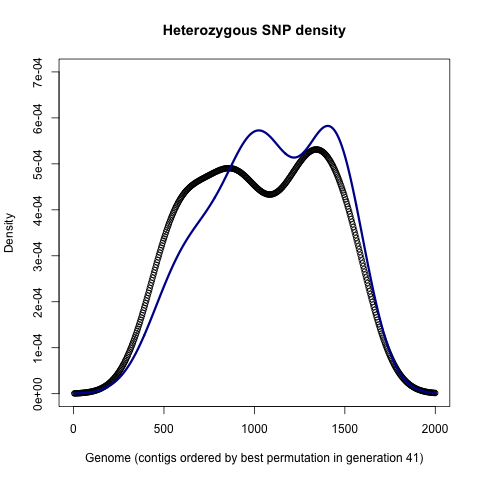 Heterozygous SNP density
7e-04
6e-04
5e-04
4e-04
3e-04
2e-04
1e-04
0e+00
Density
0 500 1000 1500 2000
Genome (contigs ordered by best permutation in generation 41)